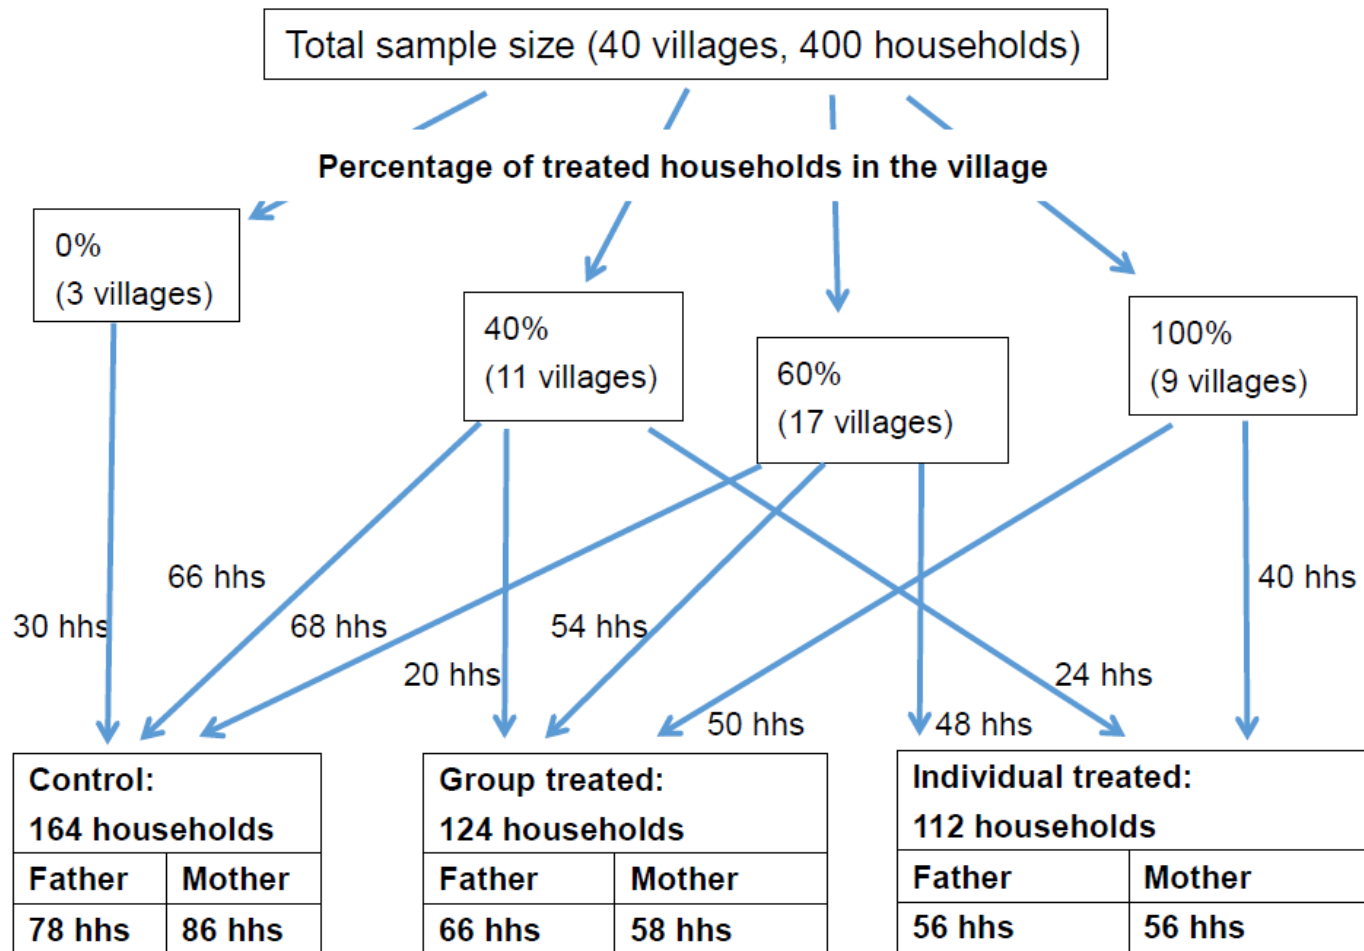 Total sample size (40 villages, 400 households)
Percentage of treated households in the village
0%
(3 villages)
40%
(11 villages)
60%
(17 villages)
100%
(9 villages)
66 hhs
40 hhs
30 hhs
68 hhs
54 hhs
20 hhs
24 hhs
50 hhs
48 hhs
Control:
164 households
Father Mother
78 hhs 86 hhs
Group treated:
124 households
Father Mother
66 hhs 58 hhs
Individual treated:
112 households
Father Mother
56 hhs 56 hhs